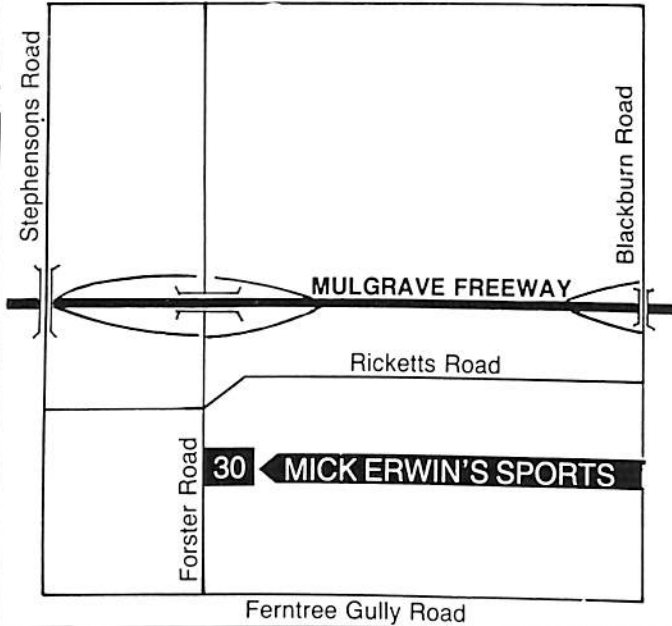 Stephensons Road
Blackburn Road
MULGRAVE FREEWAY
Ricketts Road
Forster Road
30
MICK ERWIN'S SPORTS
Ferntree Gully Road